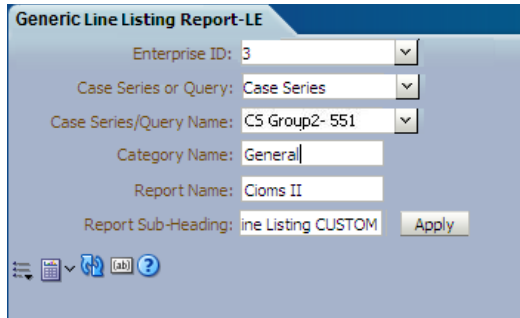 Generic Line Listing Report-LE
Enterprise ID: 3
Case Series or Query: Case Series
Case Series/Query Name: CS Group2- 551
Category Name: General
Report Name: Cioms II
Report Sub-Heading: ine Listing CUSTOM Apply
(ab) ?